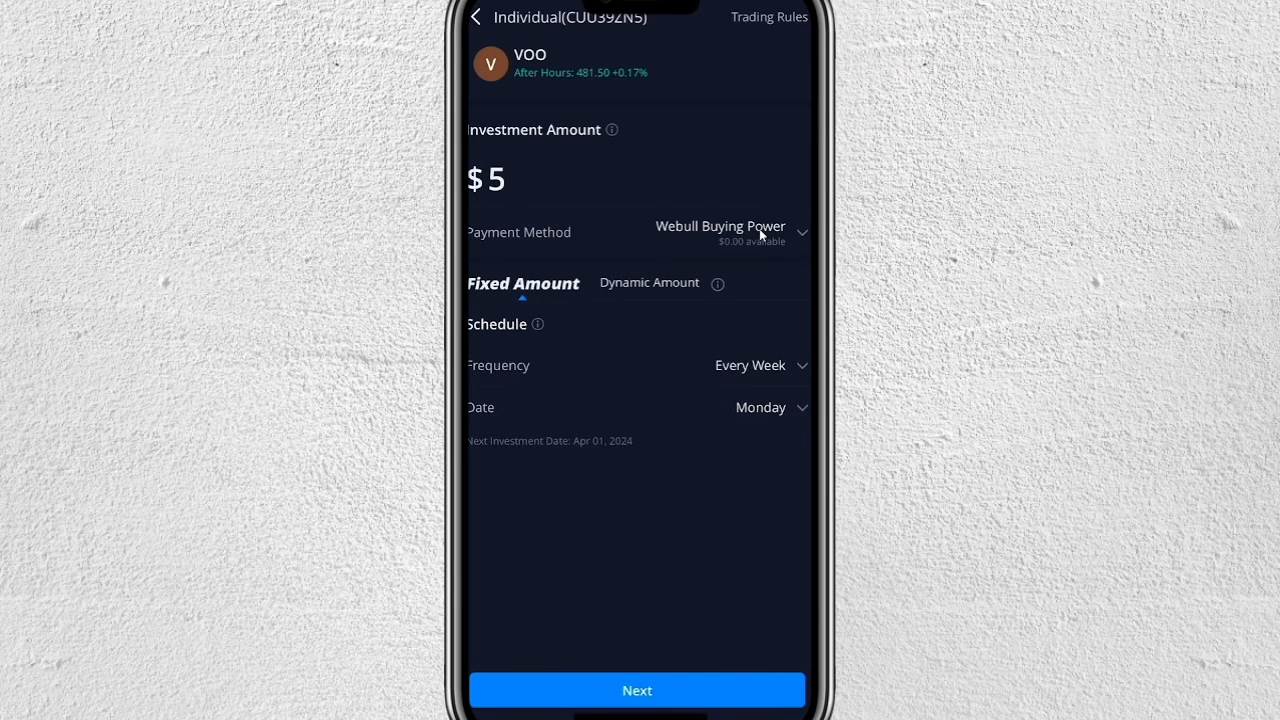 Individual(CUU39ZN5)
Trading Rules
V
VOO
After Hours: 481.50 +0.17%
Investment Amount
$ 5
Payment Method
Webull Buying Power
$0.00 available
Fixed Amount
Dynamic Amount
Schedule
Frequency
Every Week
Date
Monday
Next Investment Date: Apr 01, 2024
Next